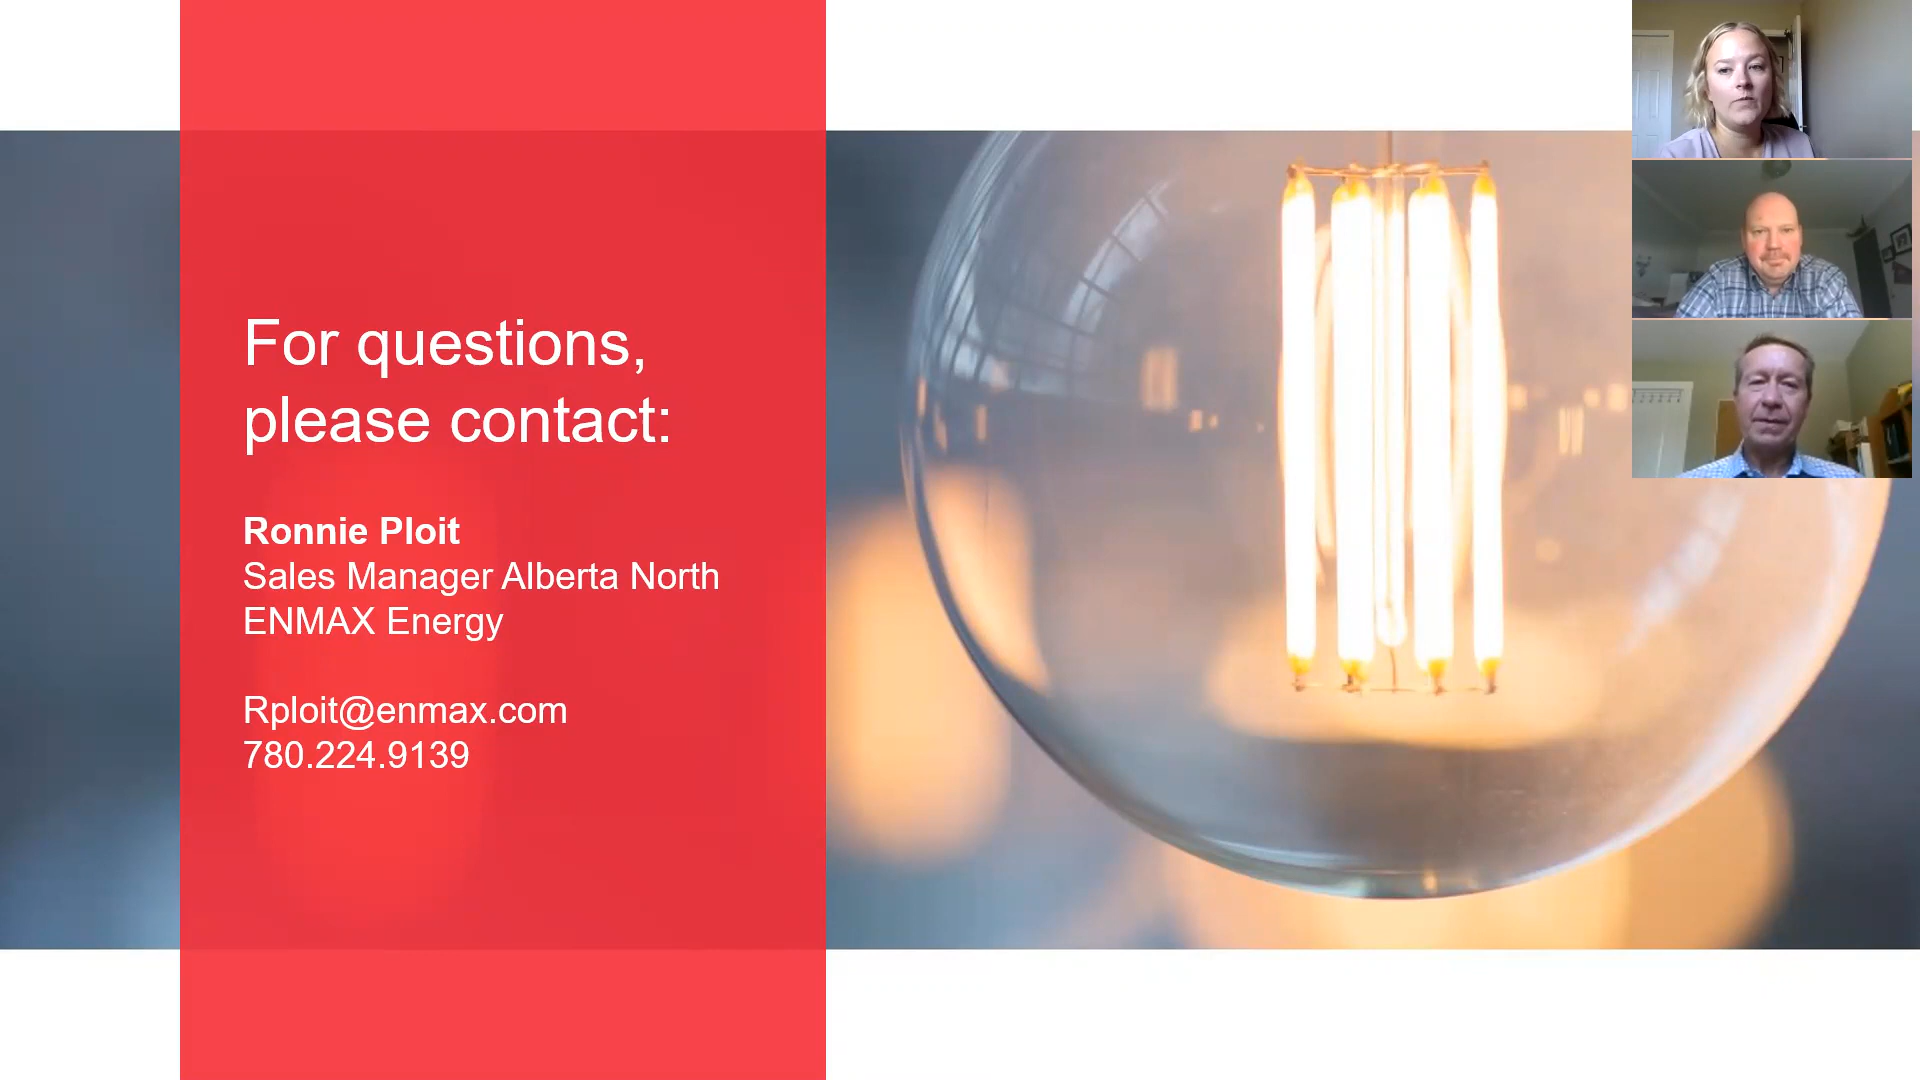 For questions,
please contact:
Ronnie Ploit
Sales Manager Alberta North
ENMAX Energy
Rploit@enmax.com
780.224.9139